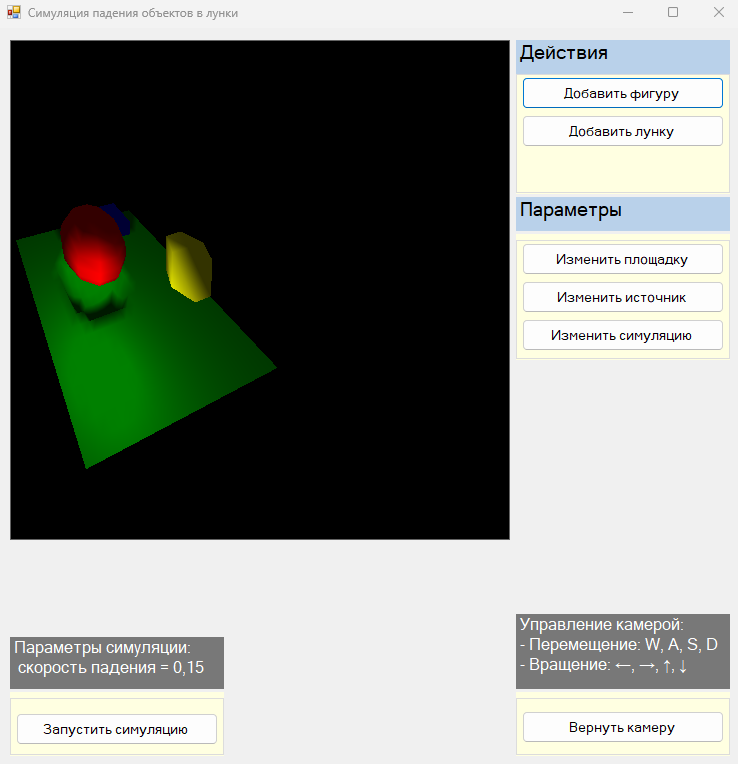 Симуляция падения объектов в лунки
Действия
Добавить фигуру
Добавить лунку
Параметры
Изменить площадку
Изменить источник
Изменить симуляцию
Параметры симуляции:
скорость падения = 0,15
Запустить симуляцию
Управление камерой:
- Перемещение: W, A, S, D
- Вращение: ←, →, ↑, ↓
Вернуть камеру